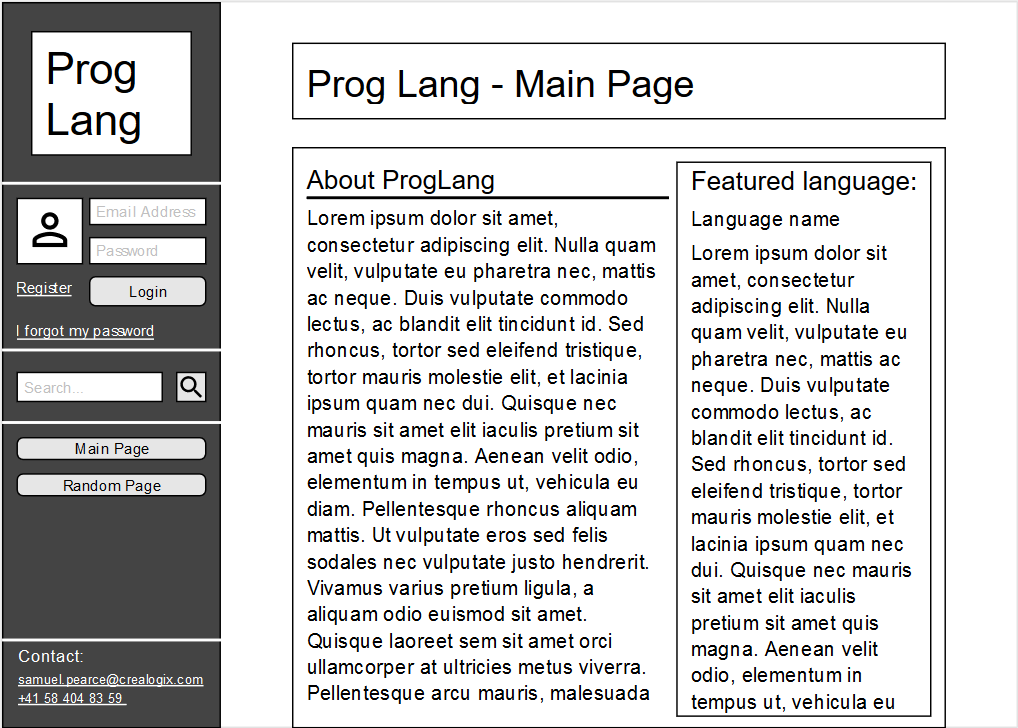 Prog
Lang
Email Address
Password
Register
Login
I forgot my password
Search...
Main Page
Random Page
Contact:
samuel.pearce@crealogix.com
+41 58 404 83 59
Prog Lang - Main Page
About ProgLang
Lorem ipsum dolor sit amet,
consectetur adipiscing elit. Nulla quam
velit, vulputate eu pharetra nec, mattis
ac neque. Duis vulputate commodo
lectus, ac blandit elit tincidunt id. Sed
rhoncus, tortor sed eleifend tristique,
tortor mauris molestie elit, et lacinia
ipsum quam nec dui. Quisque nec
mauris sit amet elit iaculis pretium sit
amet quis magna. Aenean velit odio,
elementum in tempus ut, vehicula eu
diam. Pellentesque rhoncus aliquam
mattis. Ut vulputate eros sed felis
sodales nec vulputate justo hendrerit.
Vivamus varius pretium ligula, a
aliquam odio euismod sit amet.
Quisque laoreet sem sit amet orci
ullamcorper at ultricies metus viverra.
Pellentesque arcu mauris, malesuada
Featured language:
Language name
Lorem ipsum dolor sit
amet, consectetur
adipiscing elit. Nulla
quam velit, vulputate eu
pharetra nec, mattis ac
neque. Duis vulputate
commodo lectus, ac
blandit elit tincidunt id.
Sed rhoncus, tortor sed
eleifend tristique, tortor
mauris molestie elit, et
lacinia ipsum quam nec
dui. Quisque nec mauris
sit amet elit iaculis
pretium sit amet quis
magna. Aenean velit
odio, elementum in
tempus ut, vehicula eu